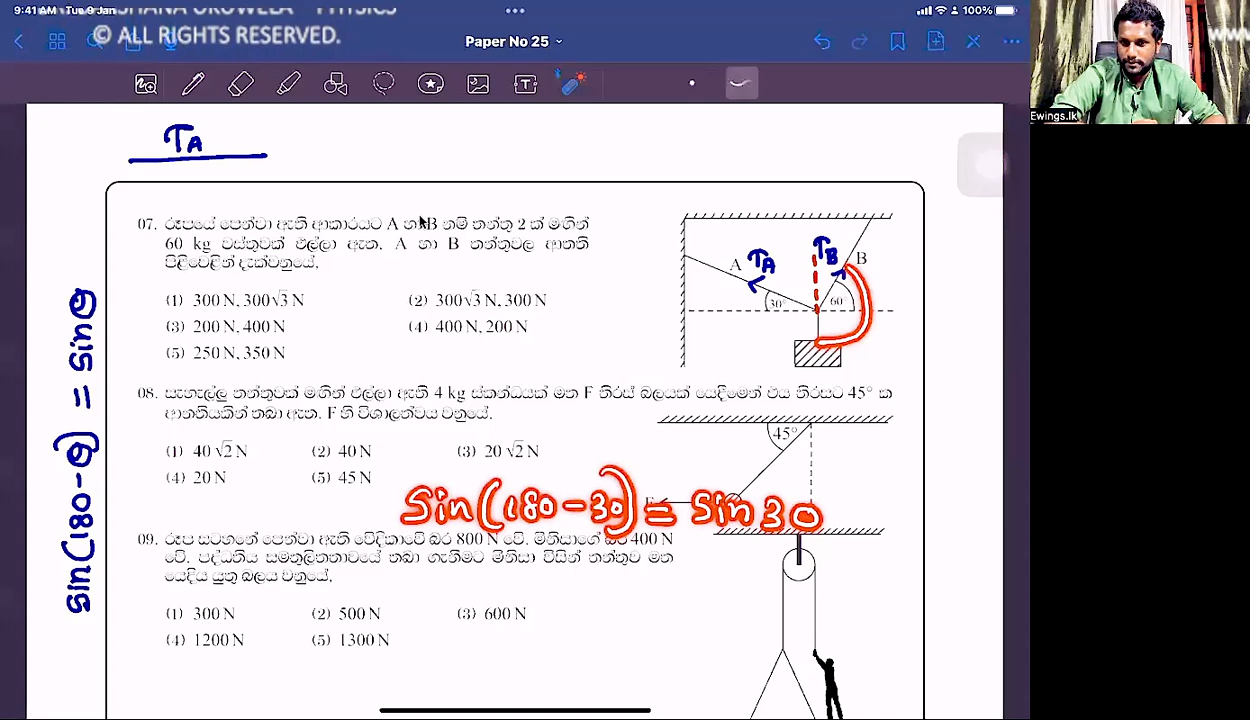 9:41 AM Tue 9 Jan
100%
© ALL RIGHTS RESERVED.
Paper No 25
Ewings.lk
T_A
07. රූපයේ පෙන්වා ඇති ආකාරයට A හා B නම් තන්තු 2 ක් මගින්
60 kg වස්තුවක් එල්ලා ඇත. A හා B තන්තුවල ආතති
පිළිවෙළින් දැක්වනුයේ,
(1) 300 N, 300√3 N (2) 300√3 N, 300 N
(3) 200 N, 400 N (4) 400 N, 200 N
(5) 250 N, 350 N
A T_A T_B B
30° 60°
sin(180-θ) = sinθ
08. සැහැල්ලු තන්තුවක් මගින් එල්ලා ඇති 4 kg ස්කන්ධයක් මත F තිරස් බලයක් යෙදීමෙන් එය තිරසට 45° ක
ආනතියකින් තබා ඇත. F හි විශාලත්වය වනුයේ.
(1) 40 √2 N (2) 40 N (3) 20 √2 N
(4) 20 N (5) 45 N
45°
F
sin(180-30) = sin 30
09. රූප සටහනේ පෙන්වා ඇති වේදිකාවේ බර 800 N වේ. මිනිසාගේ බර 400 N
වේ. පද්ධතිය සමතුලිතතාවයේ තබා ගැනීමට මිනිසා විසින් තන්තුව මත
යෙදිය යුතු බලය වනුයේ,
(1) 300 N (2) 500 N (3) 600 N
(4) 1200 N (5) 1300 N